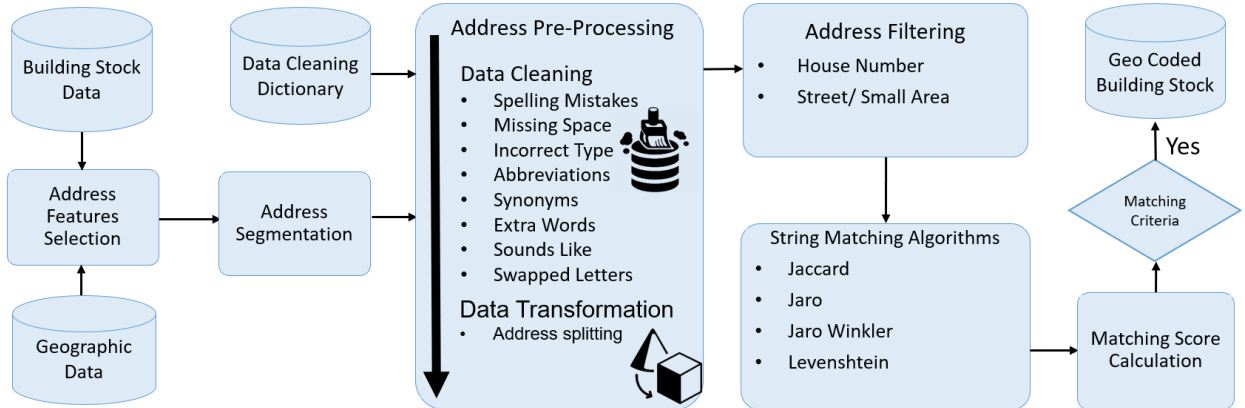 Building Stock
Data
Address
Features
Selection
Geographic
Data
Data Cleaning
Dictionary
Address
Segmentation
Address Pre-Processing
Data Cleaning
• Spelling Mistakes
• Missing Space
• Incorrect Type
• Abbreviations
• Synonyms
• Extra Words
• Sounds Like
• Swapped Letters
Data Transformation
• Address splitting
Address Filtering
• House Number
• Street/ Small Area
String Matching Algorithms
• Jaccard
• Jaro
• Jaro Winkler
• Levenshtein
Matching Score
Calculation
Matching
Criteria
Yes
Geo Coded
Building Stock